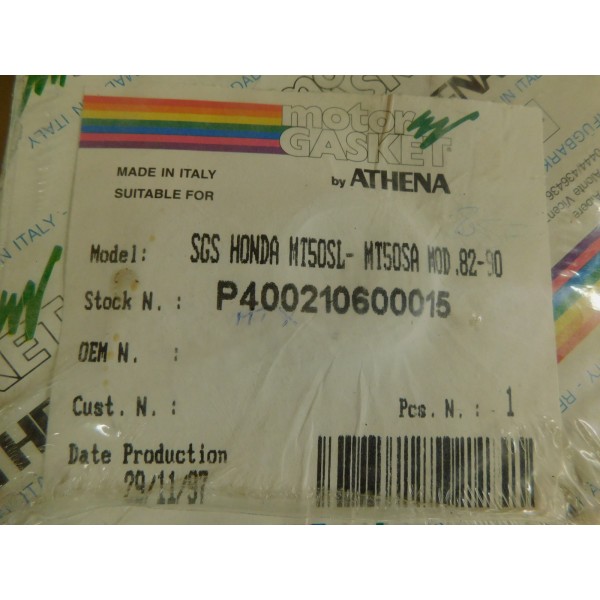 motor
GASKET
by ATHENA
MADE IN ITALY
SUITABLE FOR
Model: SGS HONDA MT50SL- MT50SA MOD.82-90
Stock N. : P400210600015
OEM N. :
Cust. N. :
Pcs. N. : 1
Date Production
29/11/97